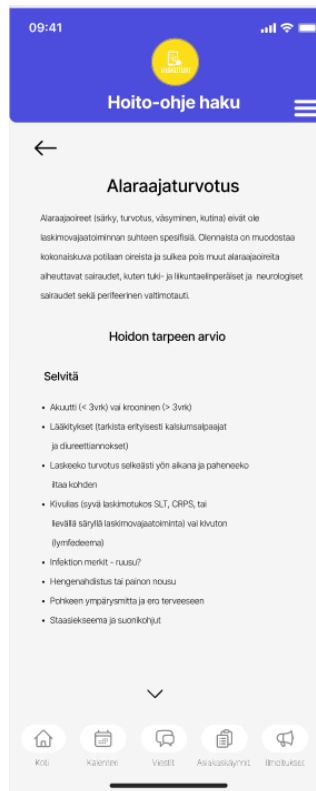 09:41
Hoito-ohje haku
Alaraajaturvotus
Alaraajaoireet (särky, turvotus, väsyminen, kutina) eivät ole
laskimovajaatoiminnan suhteen spesifisiä. Olennaista on muodostaa
kokonaiskuva potilaan oireista ja sulkea pois muut alaraajaoireita
aiheuttavat sairaudet, kuten tuki- ja liikuntaelinperäiset ja neurologiset
sairaudet sekä perifeerinen valtimotauti.
Hoidon tarpeen arvio
Selvitä
• Akuutti (< 3vrk) vai krooninen (> 3vrk)
• Lääkitykset (tarkista erityisesti kalsiumsalpaajat
ja diureettiannokset)
• Laskeeko turvotus selkeästi yön aikana ja paheneeko
iltaa kohden
• Kivulias (syvä laskimotukos SLT, CRPS, tai
lievällä säryllä laskimovajaatoiminta) vai kivuton
(lymfedeema)
• Infektion merkit - ruusu?
• Hengenahdistus tai painon nousu
• Pohkeen ympärysmitta ja ero terveeseen
• Staasiekseema ja suonikohjut
Koti Kalenteri Viestit Asiakaskäynnit Ilmoitukset